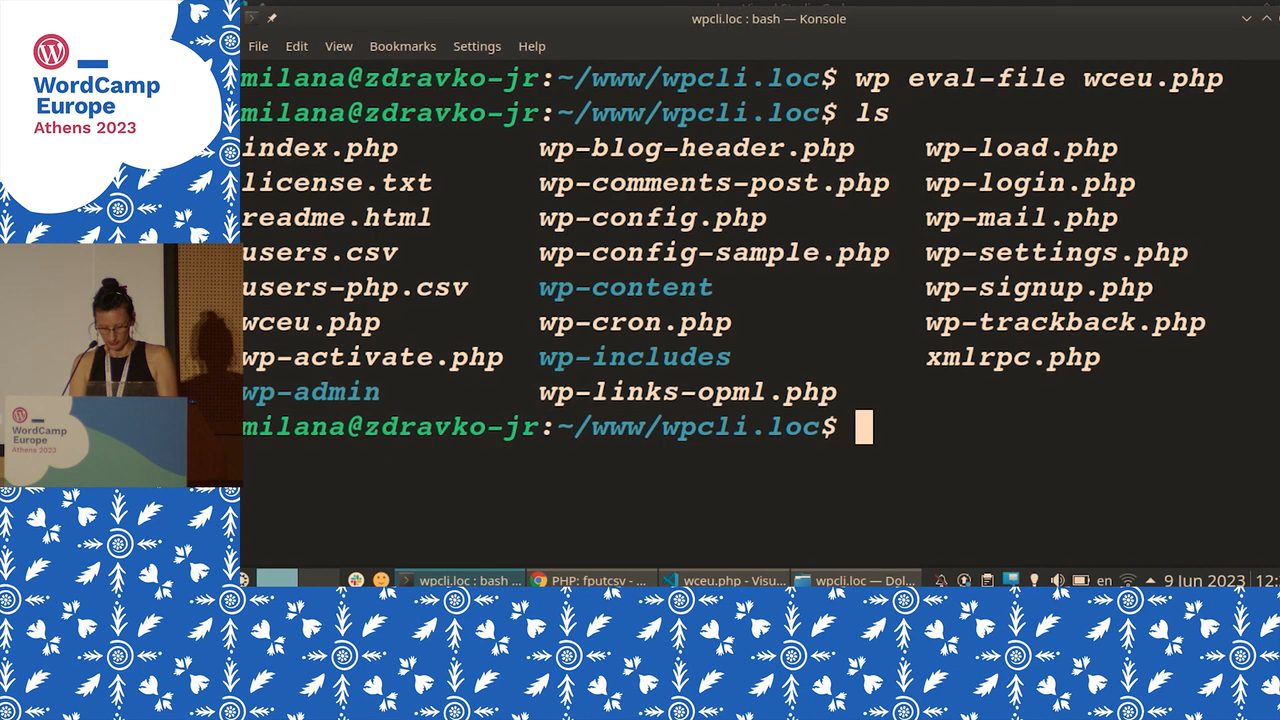 WordCamp
Europe
Athens 2023
wpcli.loc : bash — Konsole
File Edit View Bookmarks Settings Help
milana@zdravko-jr:~/www/wpcli.loc$ wp eval-file wceu.php
milana@zdravko-jr:~/www/wpcli.loc$ ls
index.php wp-blog-header.php wp-load.php
license.txt wp-comments-post.php wp-login.php
readme.html wp-config.php wp-mail.php
users.csv wp-config-sample.php wp-settings.php
users-php.csv wp-content wp-signup.php
wceu.php wp-cron.php wp-trackback.php
wp-activate.php wp-includes xmlrpc.php
wp-admin wp-links-opml.php
milana@zdravko-jr:~/www/wpcli.loc$
WordCamp
Europe
Athens 2023
wpcli.loc : bash ... PHP: fputcsv - ... wceu.php - Visu... wpcli.loc — Dol... en 9 Jun 2023 12: